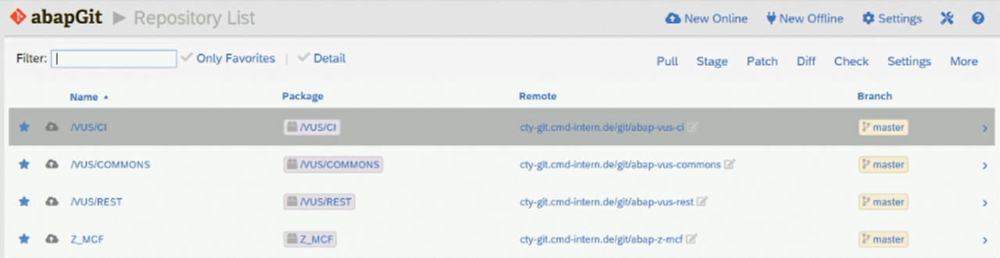 abapGit ▶ Repository List New Online New Offline Settings
Filter: Only Favorites | Detail Pull Stage Patch Diff Check Settings More
Name Package Remote Branch
/VUS/CI /VUS/CI cty-git.cmd-intern.de/git/abap-vus-ci master
/VUS/COMMONS /VUS/COMMONS cty-git.cmd-intern.de/git/abap-vus-commons master
/VUS/REST /VUS/REST cty-git.cmd-intern.de/git/abap-vus-rest master
Z_MCF Z_MCF cty-git.cmd-intern.de/git/abap-z-mcf master